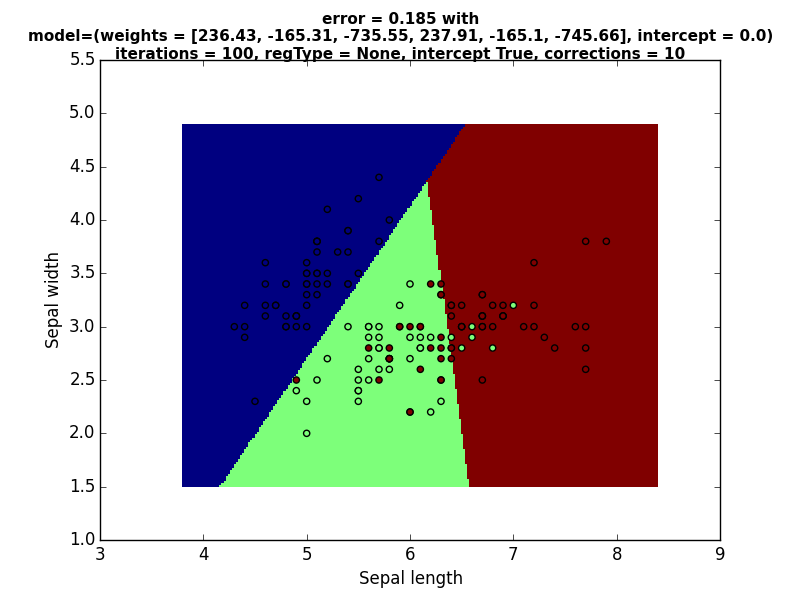 error = 0.185 with
model=(weights = [236.43, -165.31, -735.55, 237.91, -165.1, -745.66], intercept = 0.0)
iterations = 100, regType = None, intercept True, corrections = 10
5.5
5.0
4.5
4.0
3.5
3.0
2.5
2.0
1.5
1.0
Sepal width
3 4 5 6 7 8 9
Sepal length